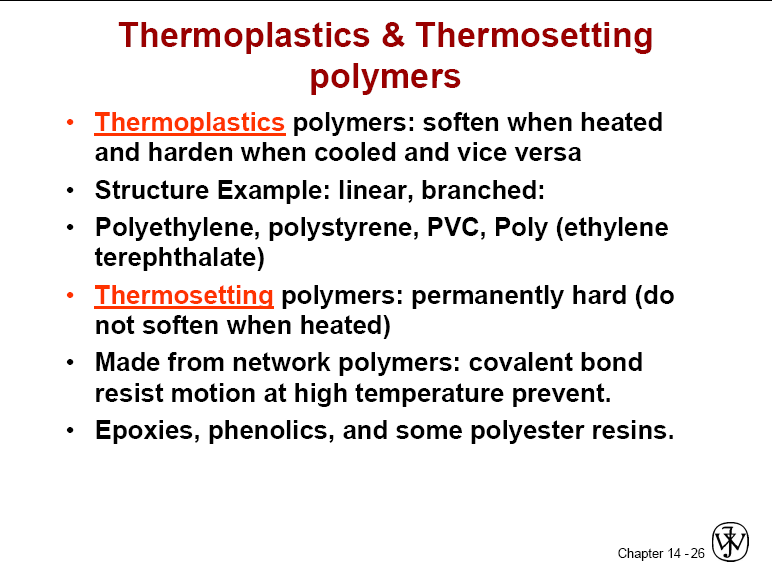 Thermoplastics & Thermosetting
polymers
• Thermoplastics polymers: soften when heated
and harden when cooled and vice versa
• Structure Example: linear, branched:
• Polyethylene, polystyrene, PVC, Poly (ethylene
terephthalate)
• Thermosetting polymers: permanently hard (do
not soften when heated)
• Made from network polymers: covalent bond
resist motion at high temperature prevent.
• Epoxies, phenolics, and some polyester resins.
Chapter 14 - 26